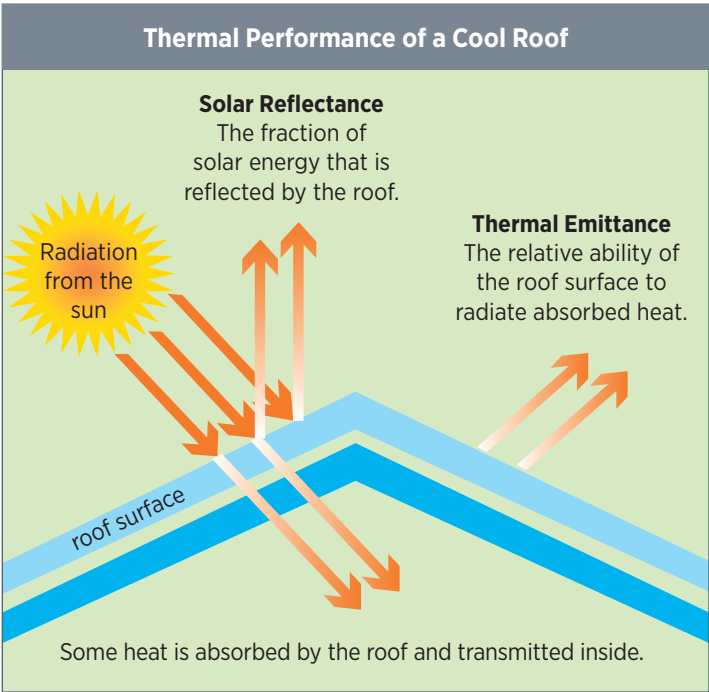 Thermal Performance of a Cool Roof
Solar Reflectance
The fraction of
solar energy that is
reflected by the roof.
Radiation
from the
sun
Thermal Emittance
The relative ability of
the roof surface to
radiate absorbed heat.
roof surface
Some heat is absorbed by the roof and transmitted inside.